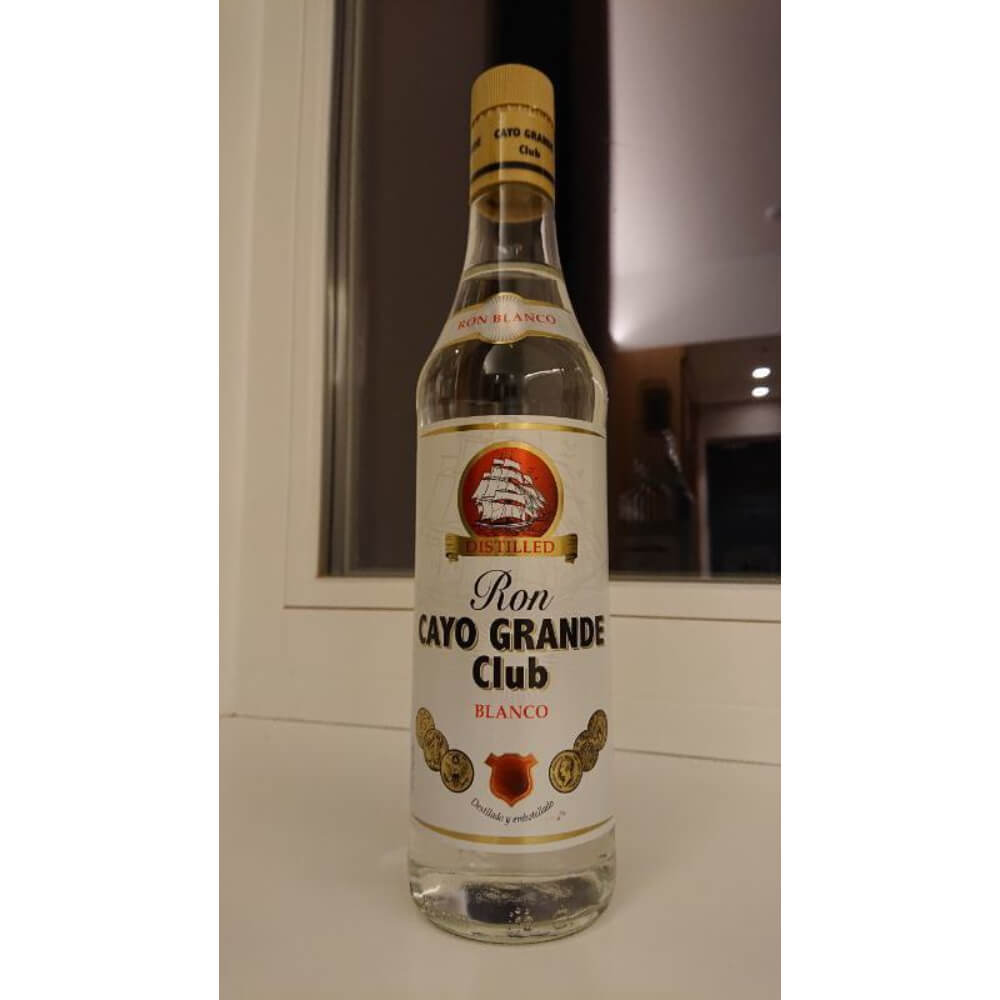 CAYO GRANDE
Club
RON BLANCO
DISTILLED
Ron
CAYO GRANDE
Club
BLANCO
Destilado y embotellado